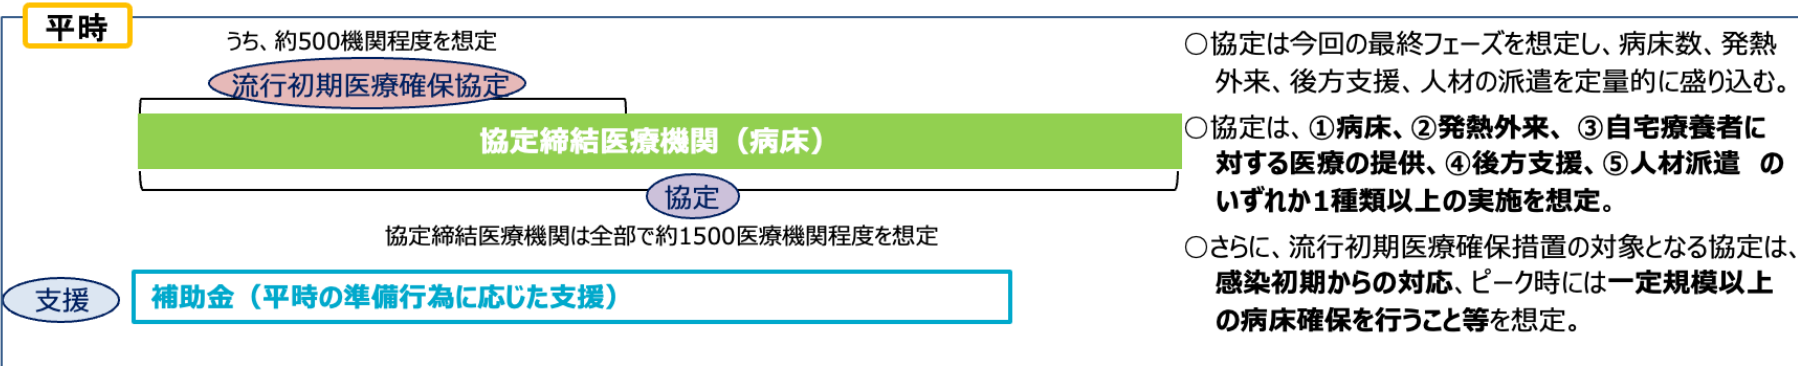 平時
うち、約500機関程度を想定
流行初期医療確保協定
協定締結医療機関（病床）
協定
協定締結医療機関は全部で約1500医療機関程度を想定
支援
補助金（平時の準備行為に応じた支援）
○協定は今回の最終フェーズを想定し、病床数、発熱
外来、後方支援、人材の派遣を定量的に盛り込む。
○協定は、①病床、②発熱外来、③自宅療養者に
対する医療の提供、④後方支援、⑤人材派遣 の
いずれか1種類以上の実施を想定。
○さらに、流行初期医療確保措置の対象となる協定は、
感染初期からの対応、ピーク時には一定規模以上
の病床確保を行うこと等を想定。